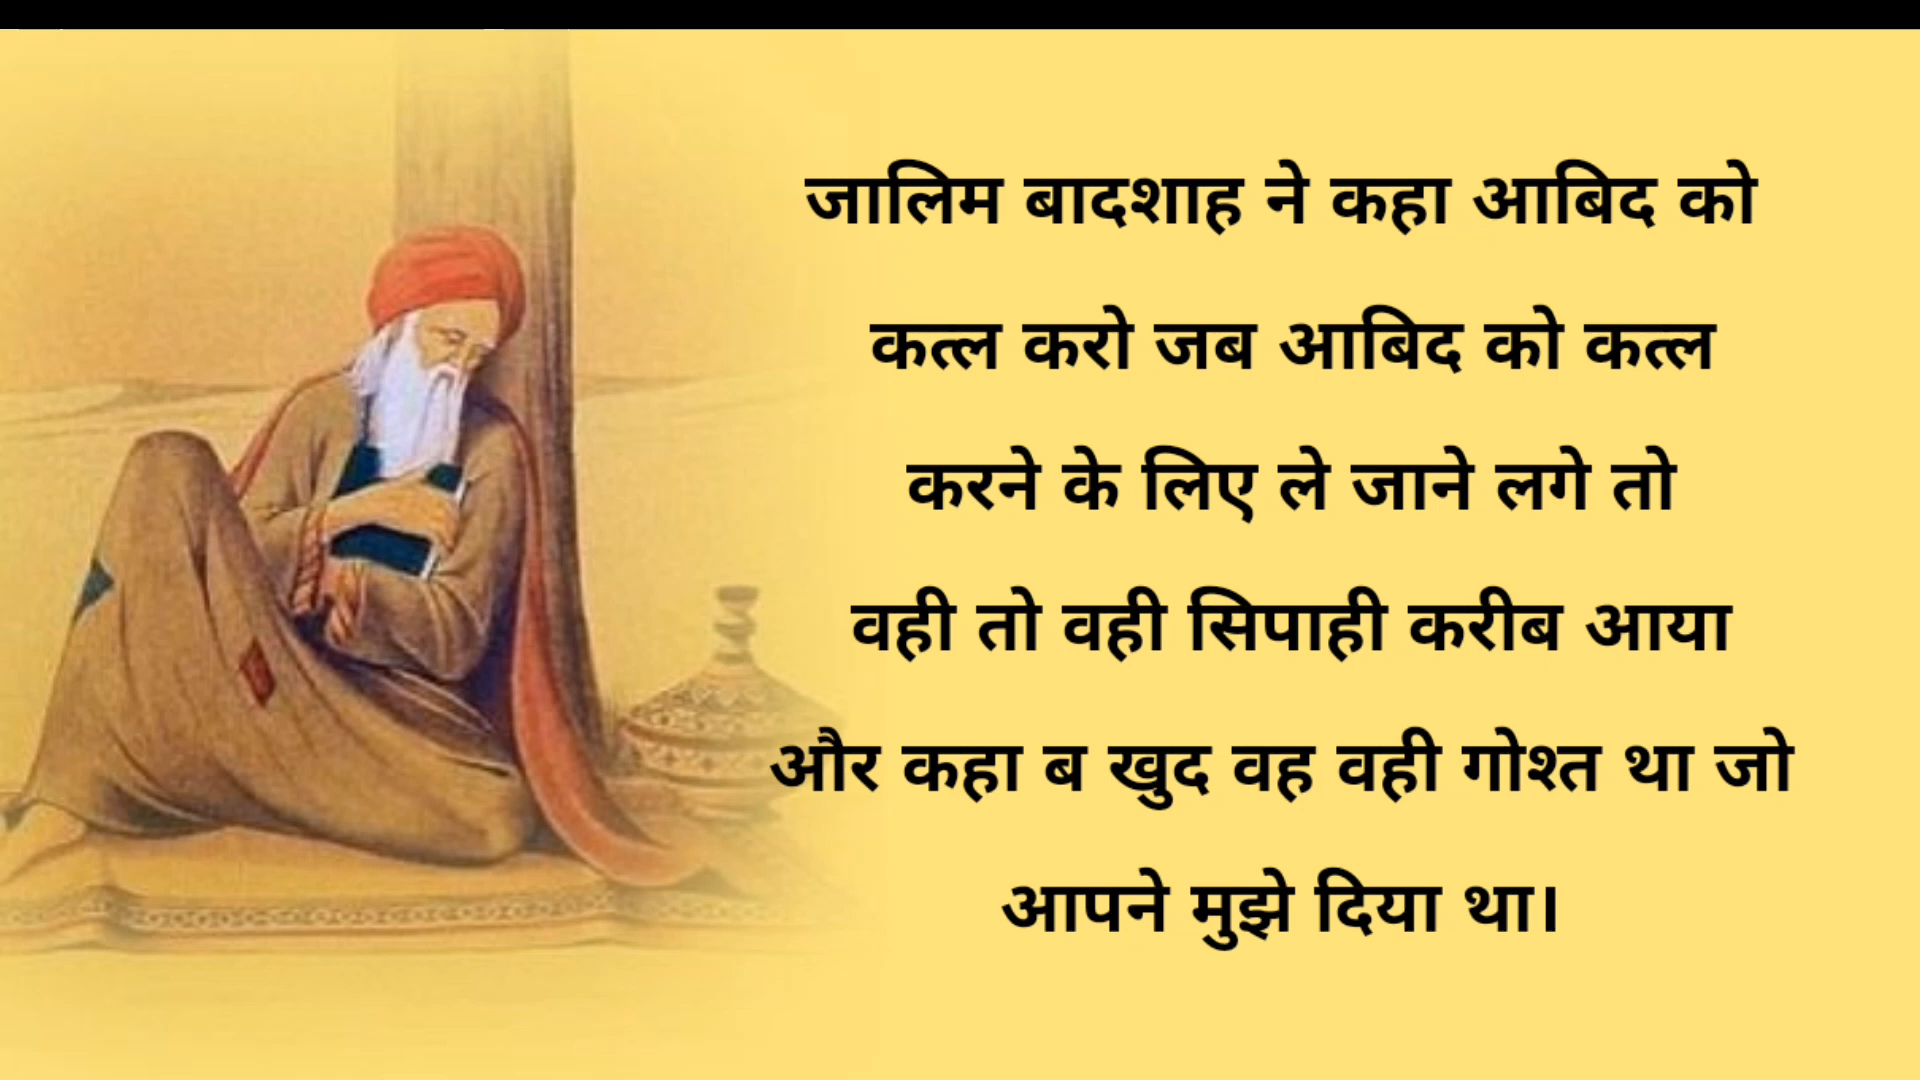 जालिम बादशाह ने कहा आबिद को
कत्ल करो जब आबिद को कत्ल
करने के लिए ले जाने लगे तो
वही तो वही सिपाही करीब आया
और कहा ब खुद वह वही गोश्त था जो
आपने मुझे दिया था।